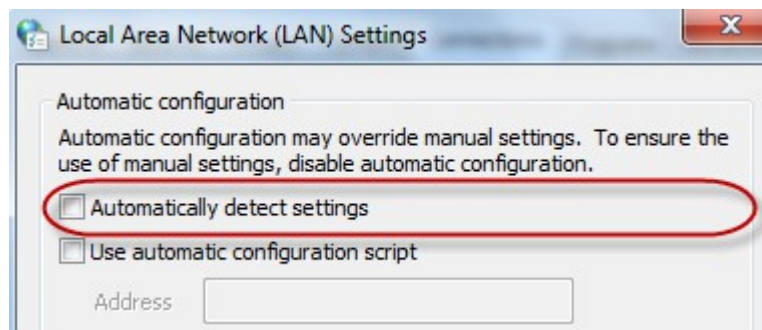 Local Area Network (LAN) Settings
Automatic configuration
Automatic configuration may override manual settings.  To ensure the
use of manual settings, disable automatic configuration.
Automatically detect settings
Use automatic configuration script
Address